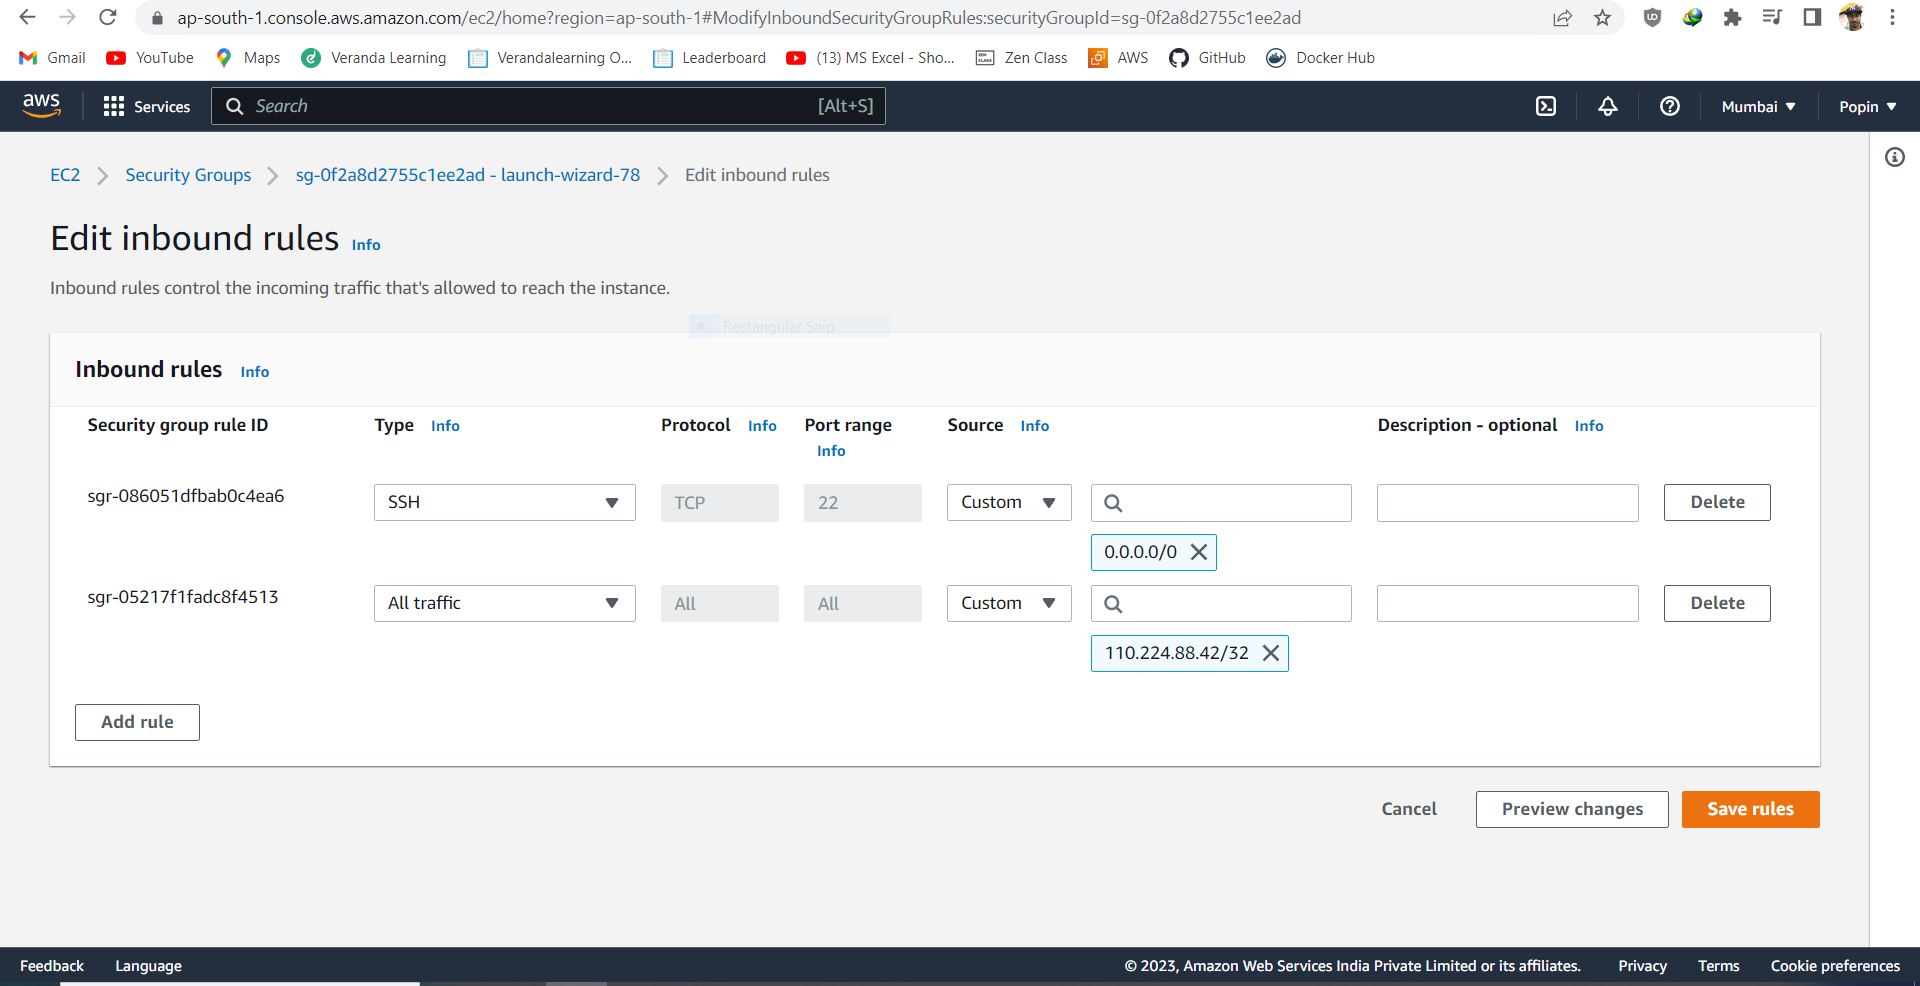 ap-south-1.console.aws.amazon.com/ec2/home?region=ap-south-1#ModifyInboundSecurityGroupRules:securityGroupId=sg-0f2a8d2755c1ee2ad
Gmail YouTube Maps Veranda Learning Verandalearning O... Leaderboard (13) MS Excel - Sho... Zen Class AWS GitHub Docker Hub
aws Services Search [Alt+S] Mumbai Popin
EC2 Security Groups sg-0f2a8d2755c1ee2ad - launch-wizard-78 Edit inbound rules
Edit inbound rules Info
Inbound rules control the incoming traffic that's allowed to reach the instance.
Rectangular Snip
Inbound rules Info
Security group rule ID Type Info Protocol Info Port range Info Source Info Description - optional Info
sgr-086051dfbab0c4ea6 SSH TCP 22 Custom Delete
0.0.0.0/0
sgr-05217f1fadc8f4513 All traffic All All Custom Delete
110.224.88.42/32
Add rule
Cancel Preview changes Save rules
Feedback Language © 2023, Amazon Web Services India Private Limited or its affiliates. Privacy Terms Cookie preferences